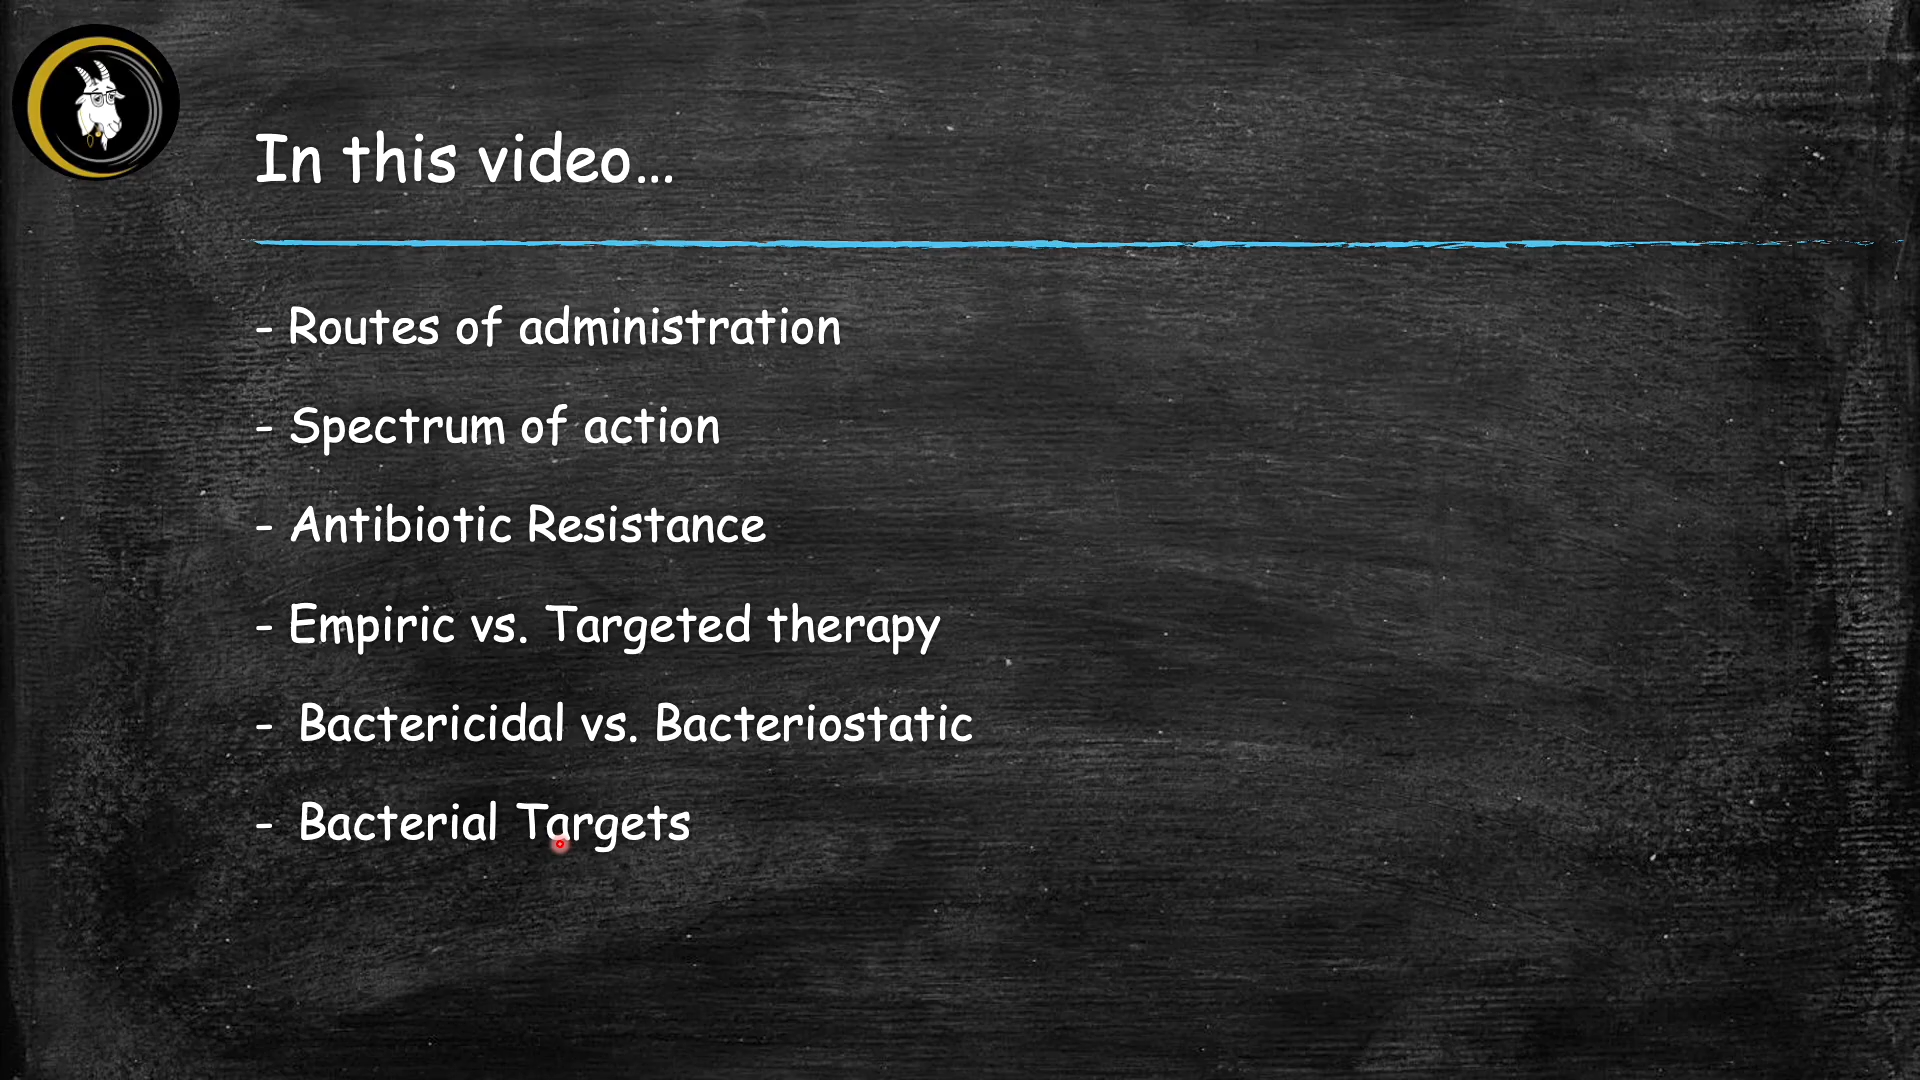 In this video...
- Routes of administration
- Spectrum of action
- Antibiotic Resistance
- Empiric vs. Targeted therapy
- Bactericidal vs. Bacteriostatic
- Bacterial Targets